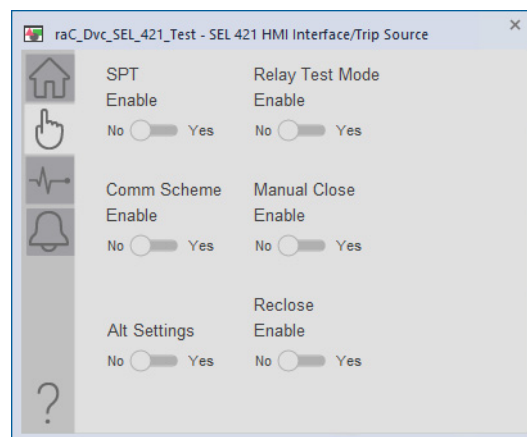 raC_Dvc_SEL_421_Test - SEL 421 HMI Interface/Trip Source
SPT
Enable
No Yes
Relay Test Mode
Enable
No Yes
Comm Scheme
Enable
No Yes
Manual Close
Enable
No Yes
Alt Settings
No Yes
Reclose
Enable
No Yes
?